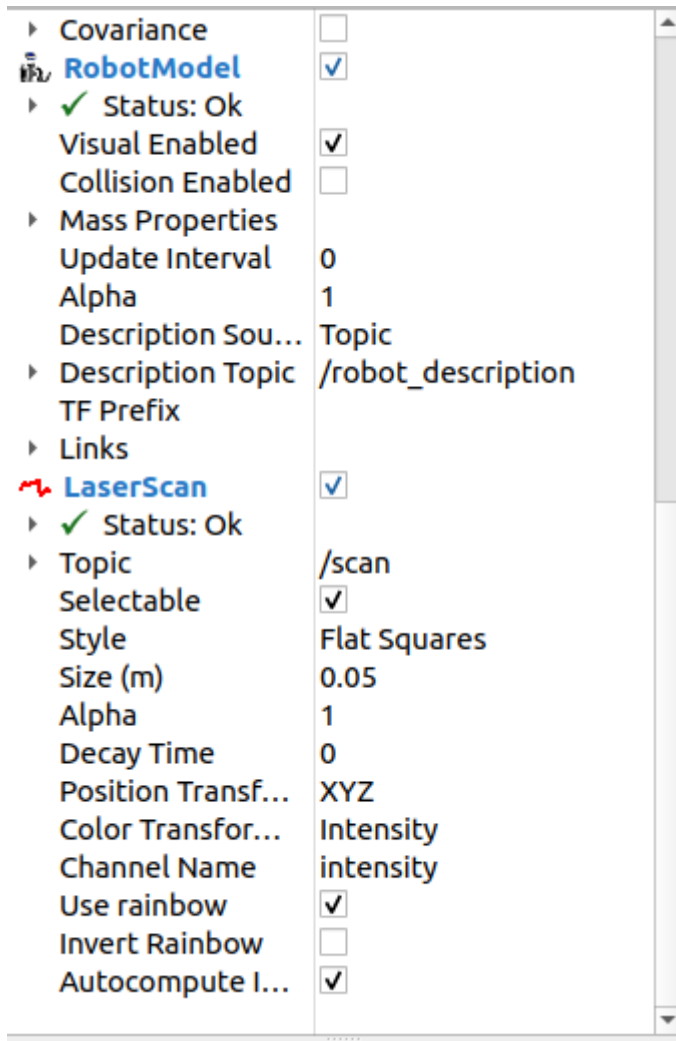 Covariance
RobotModel
Status: Ok
Visual Enabled
Collision Enabled
Mass Properties
Update Interval 0
Alpha 1
Description Sou... Topic
Description Topic /robot_description
TF Prefix
Links
LaserScan
Status: Ok
Topic /scan
Selectable
Style Flat Squares
Size (m) 0.05
Alpha 1
Decay Time 0
Position Transf... XYZ
Color Transfor... Intensity
Channel Name intensity
Use rainbow
Invert Rainbow
Autocompute I...